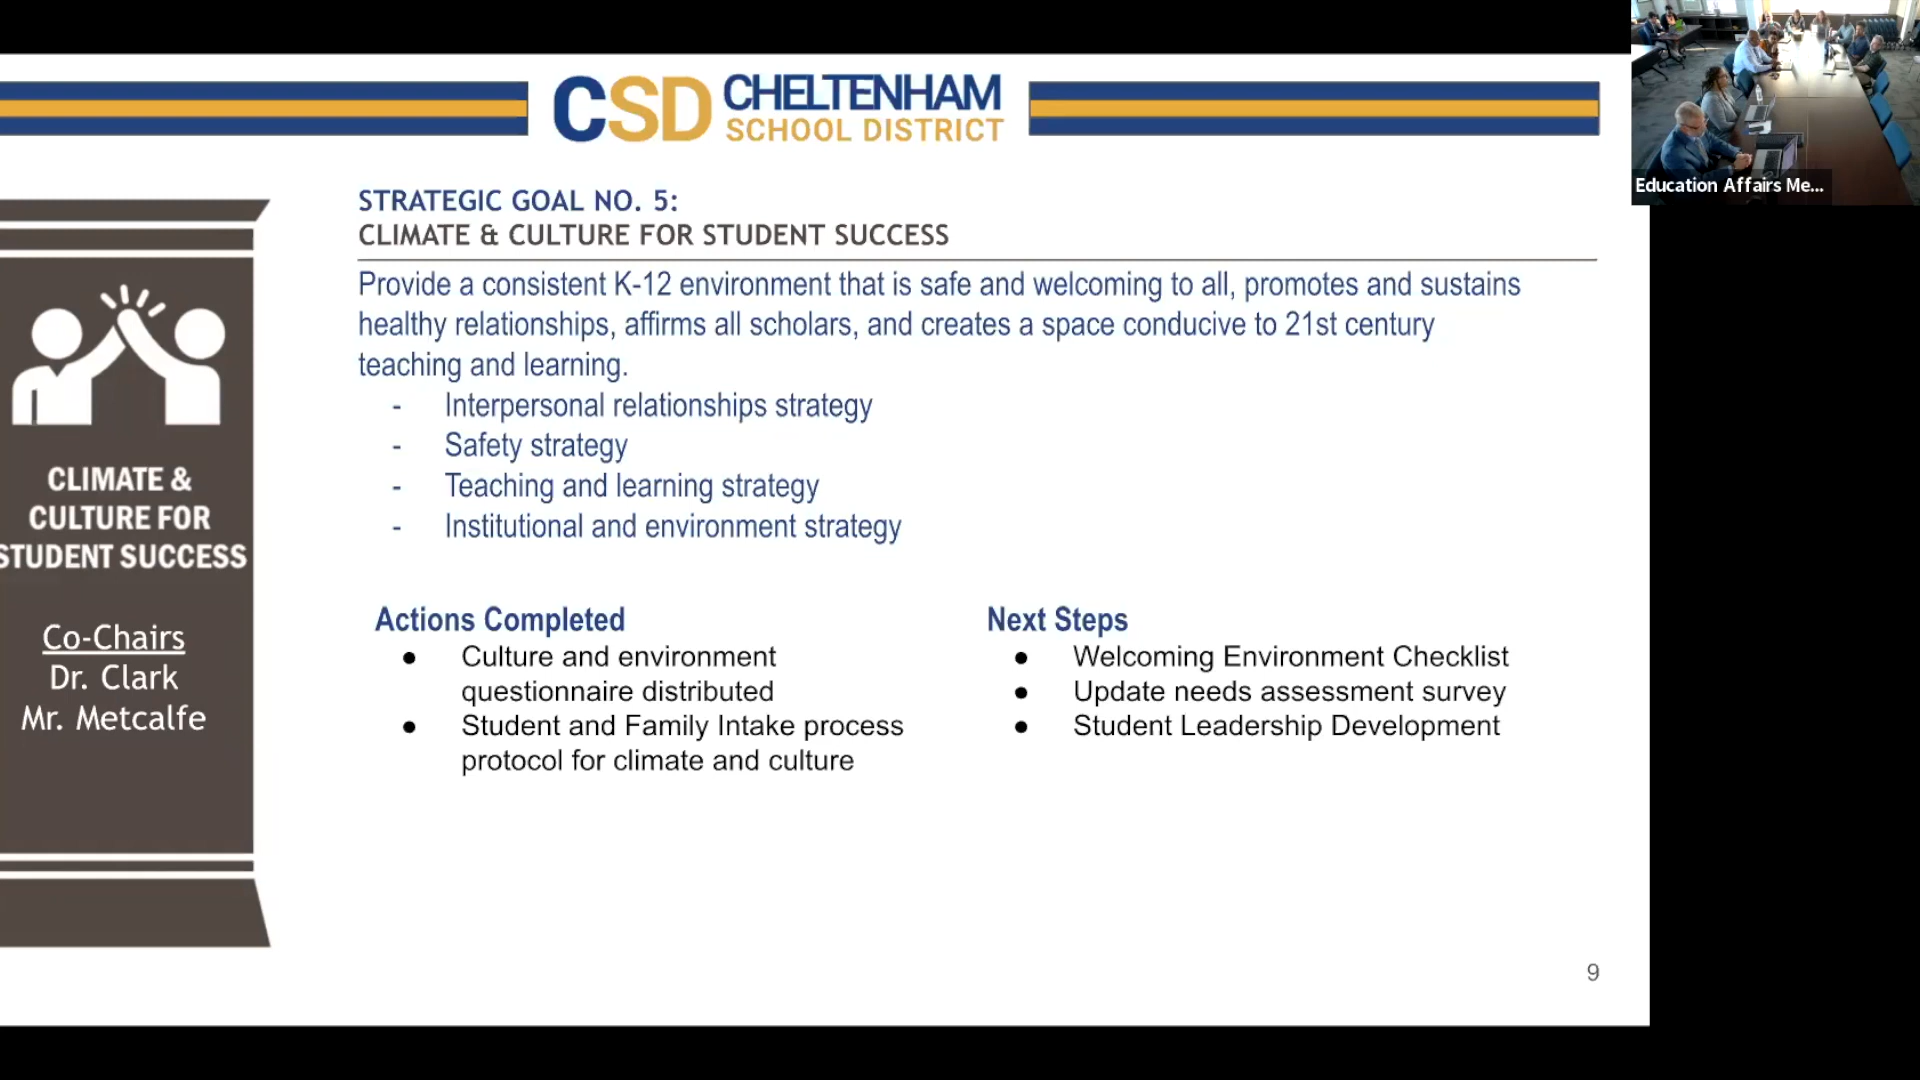 CSD CHELTENHAM
SCHOOL DISTRICT
Education Affairs Me...
STRATEGIC GOAL NO. 5:
CLIMATE & CULTURE FOR STUDENT SUCCESS
Provide a consistent K-12 environment that is safe and welcoming to all, promotes and sustains
healthy relationships, affirms all scholars, and creates a space conducive to 21st century
teaching and learning.
- Interpersonal relationships strategy
- Safety strategy
- Teaching and learning strategy
- Institutional and environment strategy
CLIMATE &
CULTURE FOR
STUDENT SUCCESS
Co-Chairs
Dr. Clark
Mr. Metcalfe
Actions Completed
● Culture and environment
questionnaire distributed
● Student and Family Intake process
protocol for climate and culture
Next Steps
● Welcoming Environment Checklist
● Update needs assessment survey
● Student Leadership Development
9